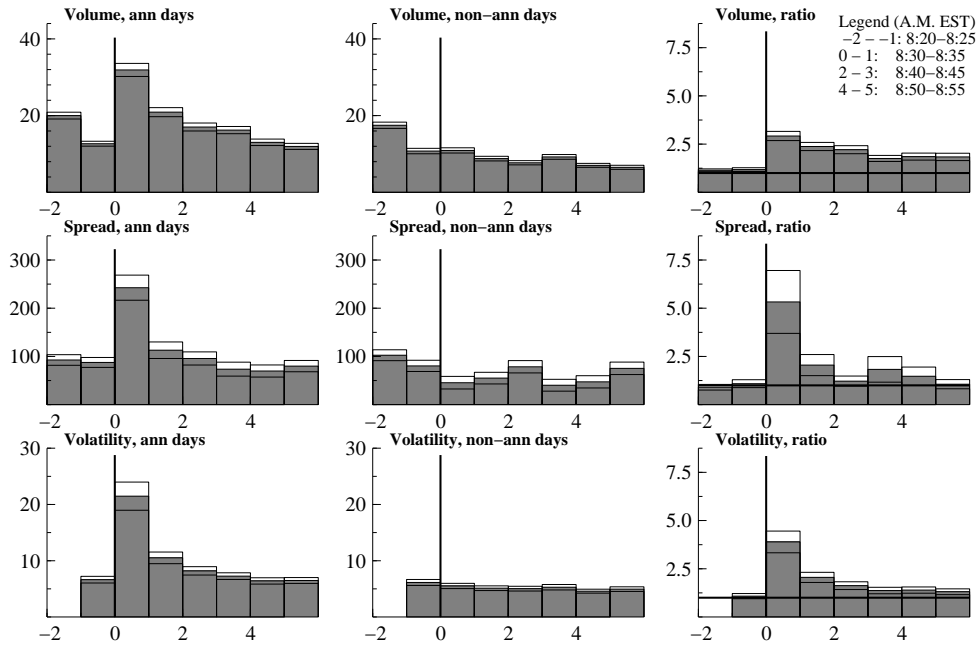 Volume, ann days
40
20
−2 0 2 4
Volume, non−ann days
40
20
−2 0 2 4
Volume, ratio
7.5
5.0
2.5
−2 0 2 4
Legend (A.M. EST)
−2 − −1: 8:20−8:25
0 − 1: 8:30−8:35
2 − 3: 8:40−8:45
4 − 5: 8:50−8:55
Spread, ann days
300
200
100
−2 0 2 4
Spread, non−ann days
300
200
100
−2 0 2 4
Spread, ratio
7.5
5.0
2.5
−2 0 2 4
Volatility, ann days
30
20
10
−2 0 2 4
Volatility, non−ann days
30
20
10
−2 0 2 4
Volatility, ratio
7.5
5.0
2.5
−2 0 2 4